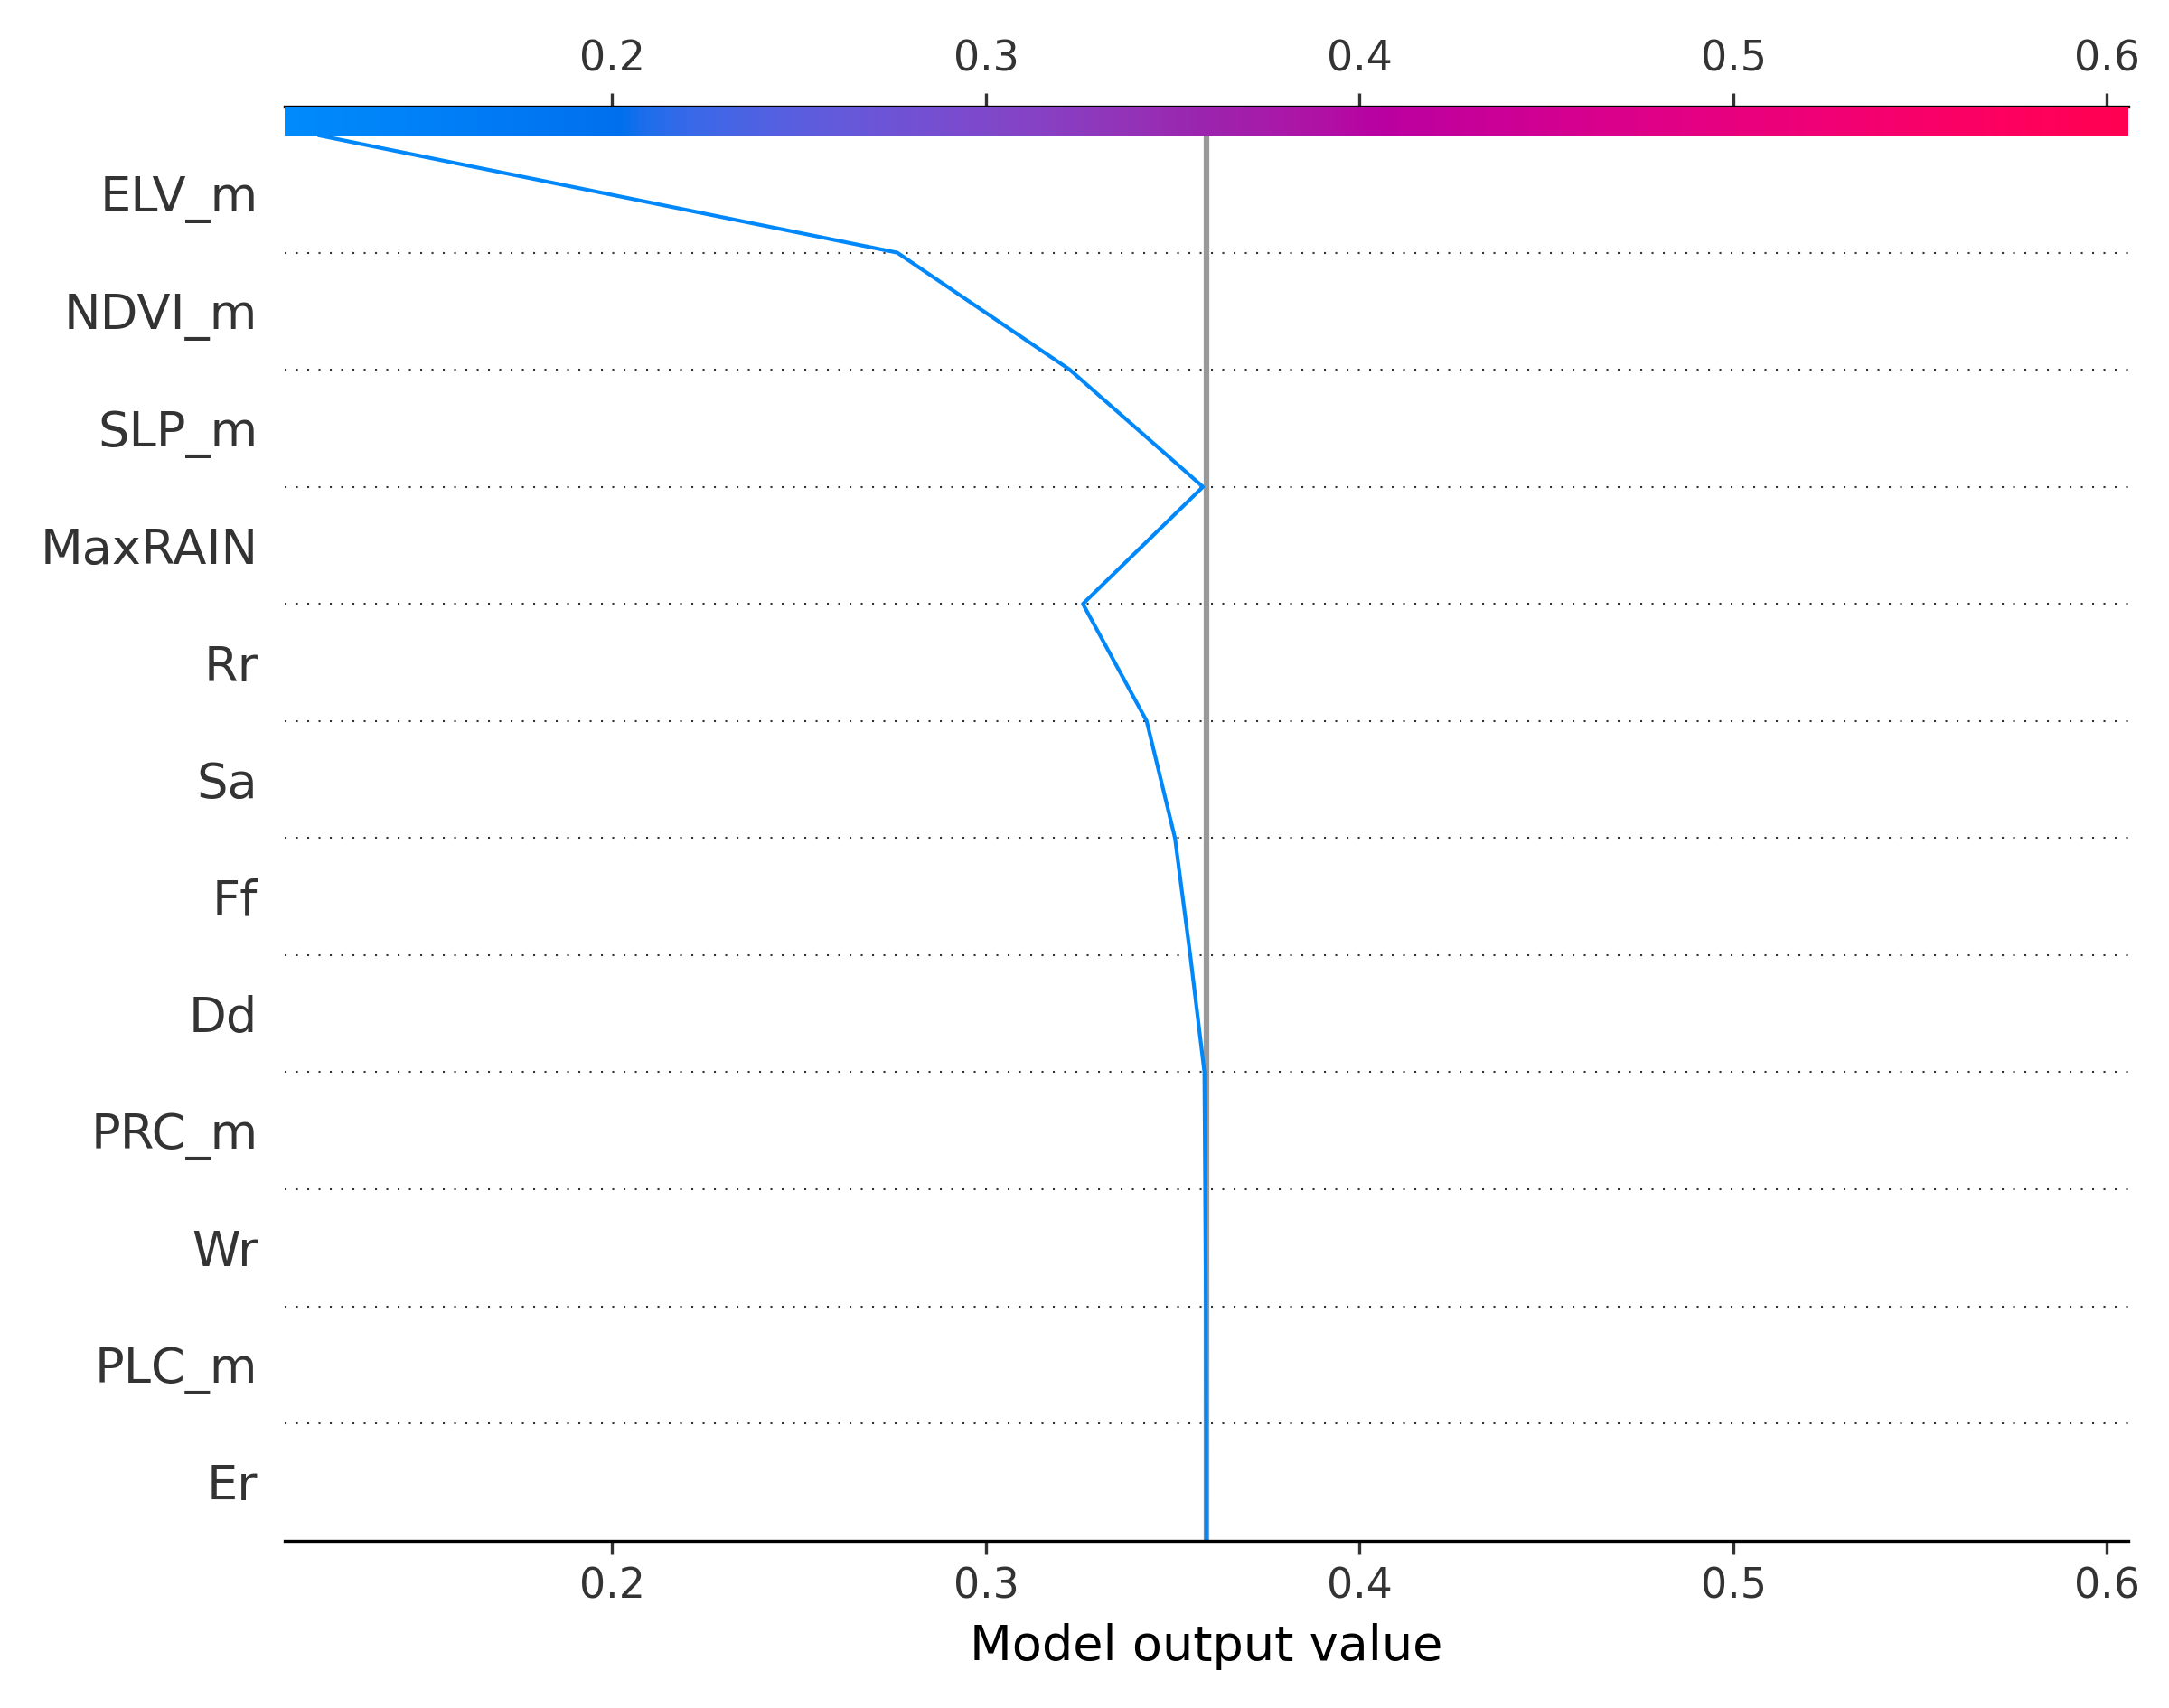 0.2 0.3 0.4 0.5 0.6
ELV_m
NDVI_m
SLP_m
MaxRAIN
Rr
Sa
Ff
Dd
PRC_m
Wr
PLC_m
Er
0.2 0.3 0.4 0.5 0.6
Model output value